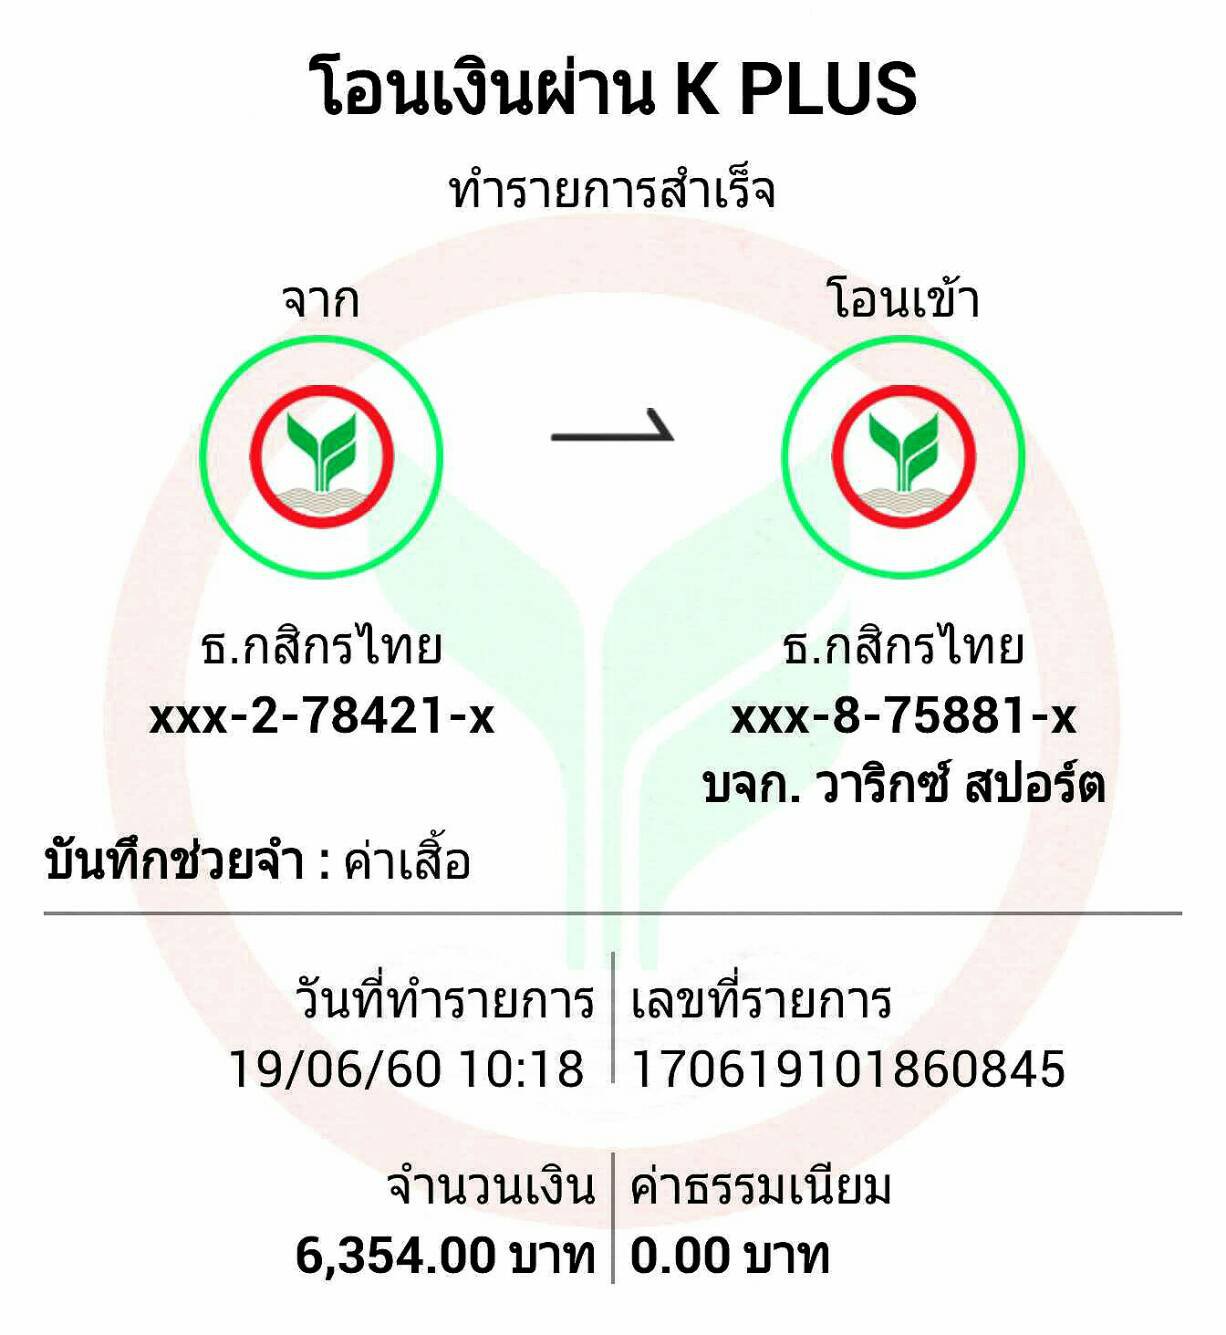 โอนเงินผ่าน K PLUS
ทำรายการสำเร็จ
จาก
โอนเข้า
ธ.กสิกรไทย
xxx-2-78421-x
ธ.กสิกรไทย
xxx-8-75881-x
บจก. วาริกซ์ สปอร์ต
บันทึกช่วยจำ : ค่าเสื้อ
วันที่ทำรายการ
19/06/60 10:18
เลขที่รายการ
170619101860845
จำนวนเงิน
6,354.00 บาท
ค่าธรรมเนียม
0.00 บาท